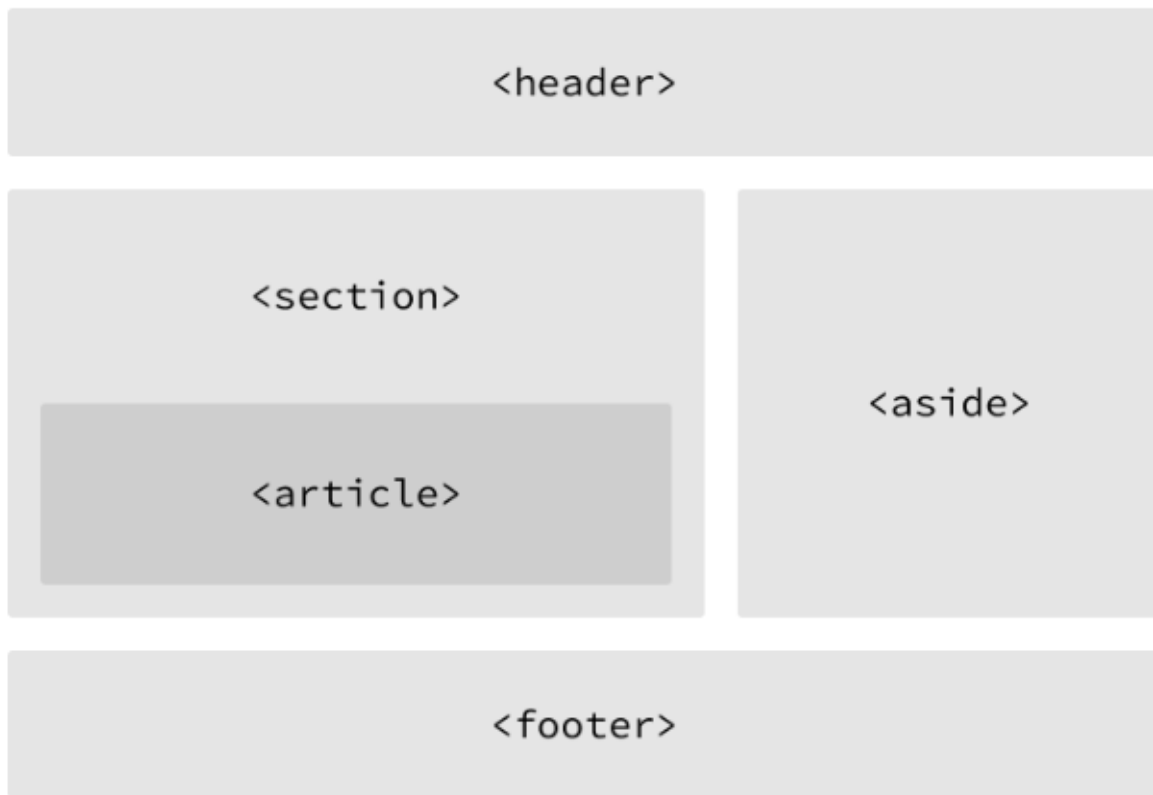 <header>
<section>
<article>
<aside>
<footer>